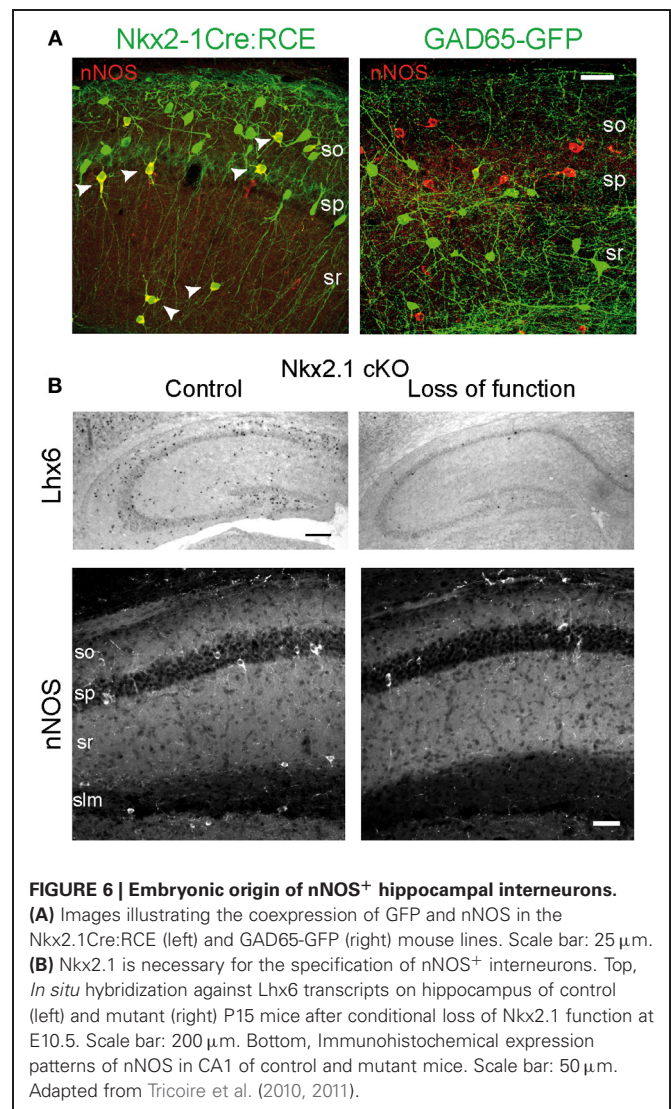 A
Nkx2-1Cre:RCE
GAD65-GFP
nNOS
so
sp
sr
nNOS
so
sp
sr
B
Nkx2.1 cKO
Control
Loss of function
Lhx6
nNOS
so
sp
sr
slm
FIGURE 6 | Embryonic origin of nNOS⁺ hippocampal interneurons.
(A) Images illustrating the coexpression of GFP and nNOS in the
Nkx2.1Cre:RCE (left) and GAD65-GFP (right) mouse lines. Scale bar: 25 μm.
(B) Nkx2.1 is necessary for the specification of nNOS⁺ interneurons. Top,
In situ hybridization against Lhx6 transcripts on hippocampus of control
(left) and mutant (right) P15 mice after conditional loss of Nkx2.1 function at
E10.5. Scale bar: 200 μm. Bottom, Immunohistochemical expression
patterns of nNOS in CA1 of control and mutant mice. Scale bar: 50 μm.
Adapted from Tricoire et al. (2010, 2011).